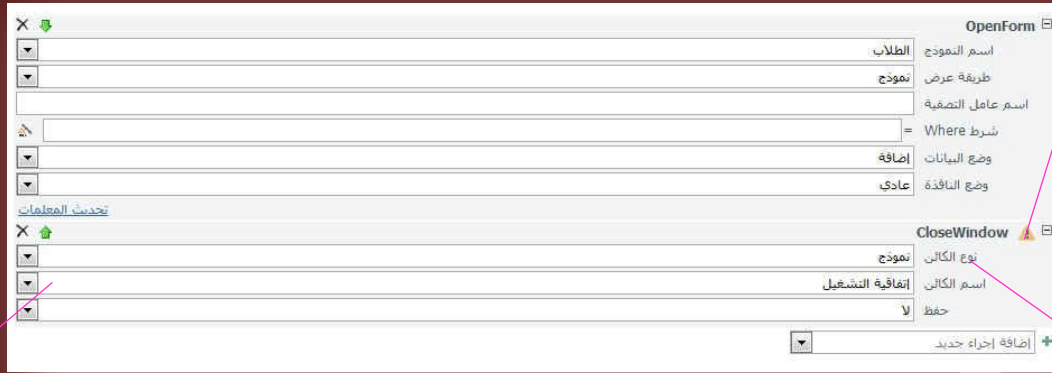 OpenForm
اسم النموذج الطلاب
طريقة عرض نموذج
اسم عامل التصفية
شرط Where =
وضع البيانات إضافة
وضع النافذة عادي
تحديث المعلمات
CloseWindow
نوع الكائن نموذج
اسم الكائن إتفاقية التشغيل
حفظ لا
إضافة إجراء جديد